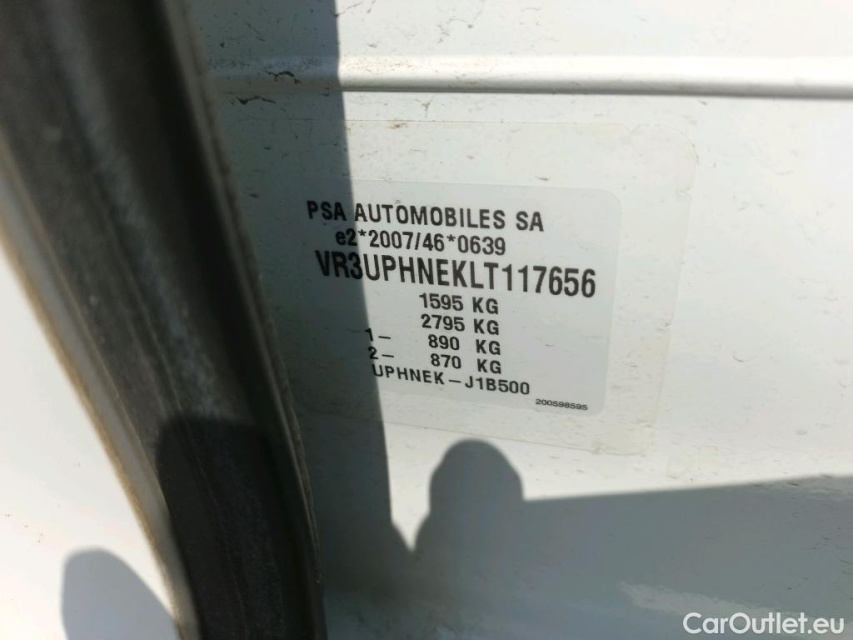 PSA AUTOMOBILES SA
e2*2007/46*0639
VR3UPHNEKLT117656
1595 KG
2795 KG
1- 890 KG
2- 870 KG
UPHNEK-J1B500
200598595
CarOutlet.eu